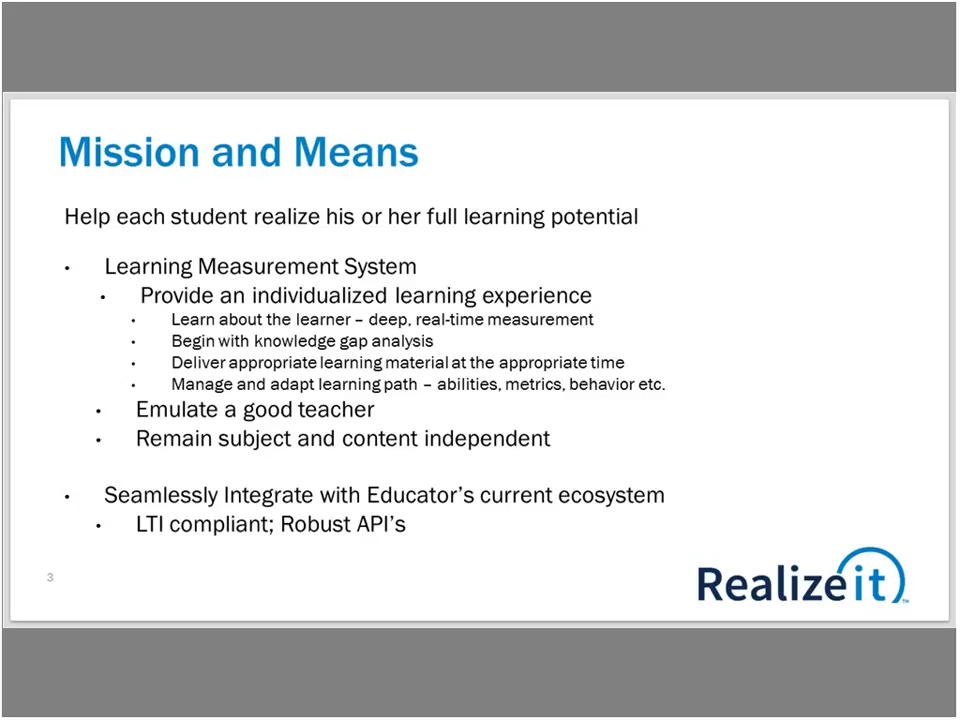 Mission and Means
Help each student realize his or her full learning potential
• Learning Measurement System
• Provide an individualized learning experience
• Learn about the learner – deep, real-time measurement
• Begin with knowledge gap analysis
• Deliver appropriate learning material at the appropriate time
• Manage and adapt learning path – abilities, metrics, behavior etc.
• Emulate a good teacher
• Remain subject and content independent
• Seamlessly Integrate with Educator’s current ecosystem
• LTI compliant; Robust API’s
3
Realizeit™